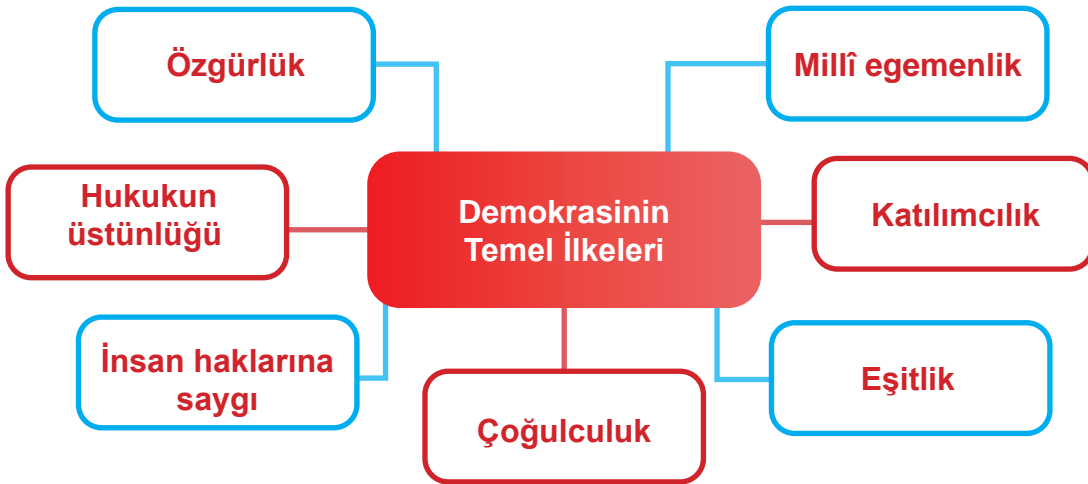 Özgürlük
Millî egemenlik
Hukukun
üstünlüğü
Demokrasinin
Temel İlkeleri
Katılımcılık
İnsan haklarına
saygı
Çoğulculuk
Eşitlik